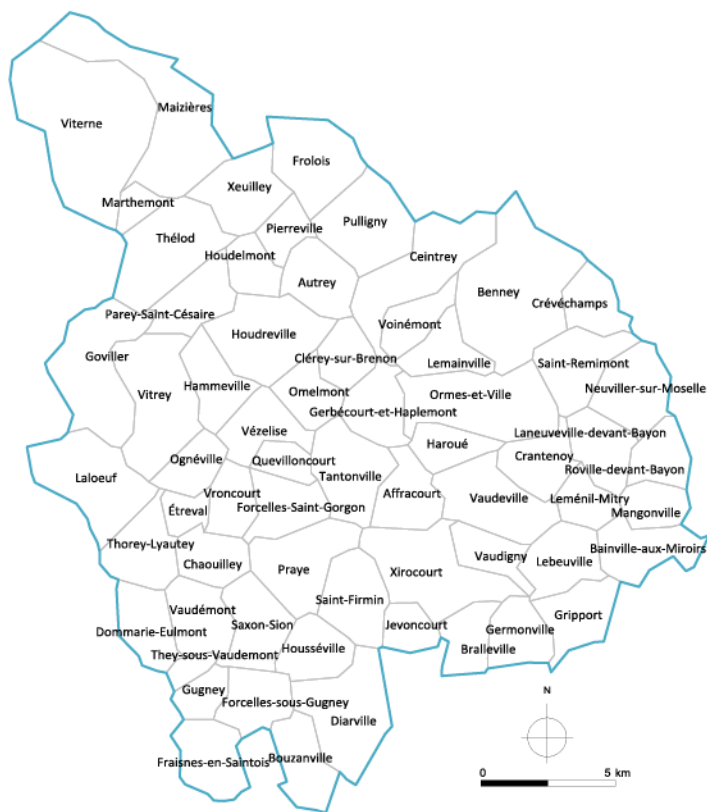 Maizières
Viterne
Frolois
Xeuilley
Marthemont
Pulligny
Pierreville
Thélod
Houdelmont
Ceintrey
Autrey
Benney
Crévéchamps
Parey-Saint-Césaire
Voinémont
Houdreville
Goviller
Clérey-sur-Brenon
Lemainville
Saint-Remimont
Hammeville
Neuviller-sur-Moselle
Vitrey
Omelmont
Ormes-et-Ville
Gerbécourt-et-Haplemont
Vézelise
Laneuveville-devant-Bayon
Haroué
Crantenoy
Ognéville
Quevilloncourt
Roville-devant-Bayon
Laloeuf
Tantonville
Vroncourt
Affracourt
Vaudeville
Leménil-Mitry
Étreval
Forcelles-Saint-Gorgon
Mangonville
Thorey-Lyautey
Bainville-aux-Miroirs
Vaudigny
Lebeuville
Chaouilley
Praye
Xirocourt
Saint-Firmin
Vaudémont
Gripport
Saxon-Sion
Jevoncourt
Dommarie-Eulmont
Germonville
Housséville
Bralleville
They-sous-Vaudemont
Gugney
Forcelles-sous-Gugney
Diarville
Bouzanville
Fraisnes-en-Saintois
N
0 5 km